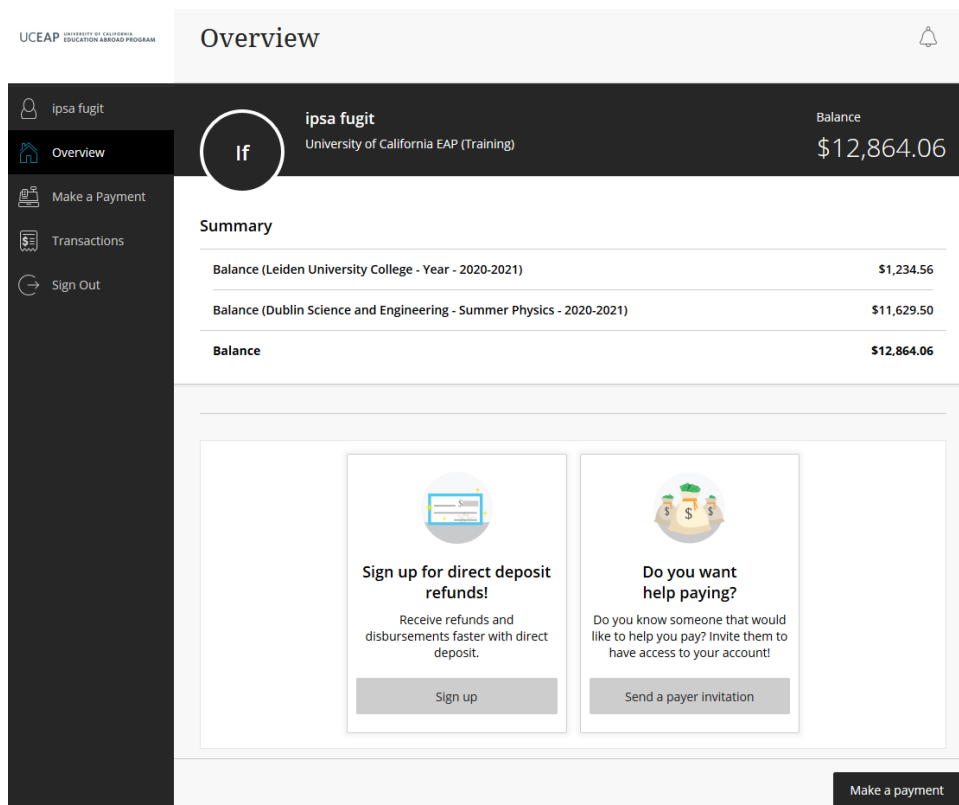 UCEAP UNIVERSITY OF CALIFORNIA
EDUCATION ABROAD PROGRAM
Overview
ipsa fugit
Overview
Make a Payment
Transactions
Sign Out
If
ipsa fugit
University of California EAP (Training)
Balance
$12,864.06
Summary
Balance (Leiden University College - Year - 2020-2021) $1,234.56
Balance (Dublin Science and Engineering - Summer Physics - 2020-2021) $11,629.50
Balance $12,864.06
Sign up for direct deposit
refunds!
Receive refunds and
disbursements faster with direct
deposit.
Sign up
Do you want
help paying?
Do you know someone that would
like to help you pay? Invite them to
have access to your account!
Send a payer invitation
Make a payment